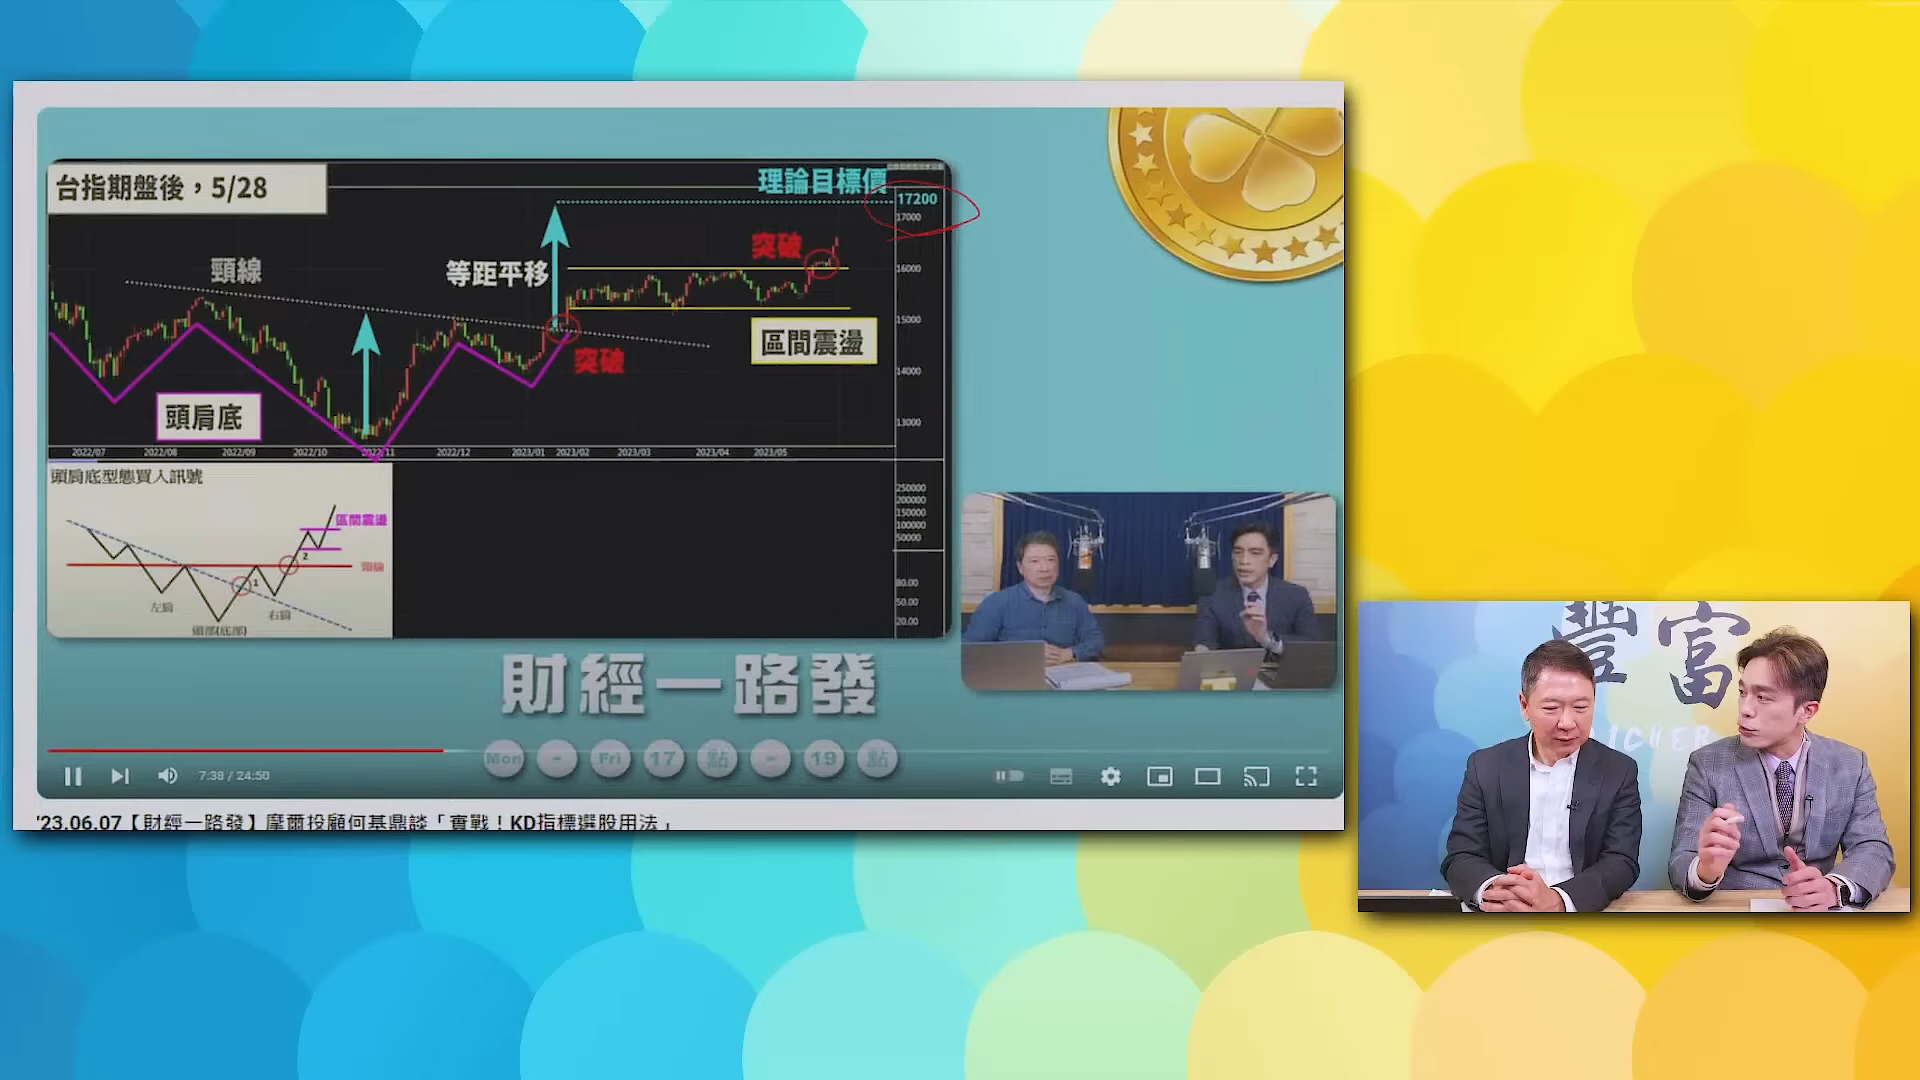 台指期盤後，5/28
理論目標價
17200
17000
頸線
等距平移
突破
16000
15000
區間震盪
突破
14000
頭肩底
13000
2022/07
2022/08
2022/09
2022/10
2022/11
2022/12
2023/01
2023/02
2023/03
2023/04
2023/05
頭肩底型態買入訊號
250000
200000
150000
100000
50000
區間震盪
2
頸線
1
80.00
左肩
右肩
50.00
20.00
頭部(底部)
財經一路發
Mon - Fri 17 點 - 19 點
7:38 / 24:50
'23.06.07【財經一路發】摩爾投顧何基鼎談「實戰！KD指標選股用法」
豐富